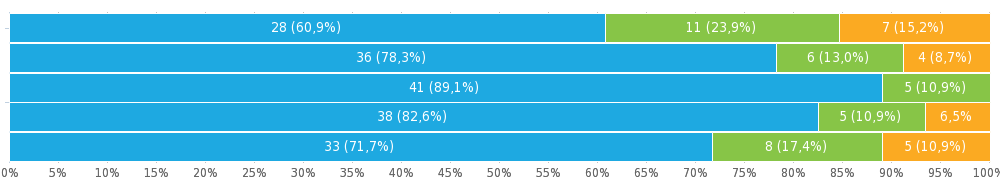 28 (60,9%) 11 (23,9%) 7 (15,2%)
36 (78,3%) 6 (13,0%) 4 (8,7%)
41 (89,1%) 5 (10,9%)
38 (82,6%) 5 (10,9%) 6,5%
33 (71,7%) 8 (17,4%) 5 (10,9%)
0% 5% 10% 15% 20% 25% 30% 35% 40% 45% 50% 55% 60% 65% 70% 75% 80% 85% 90% 95% 100%